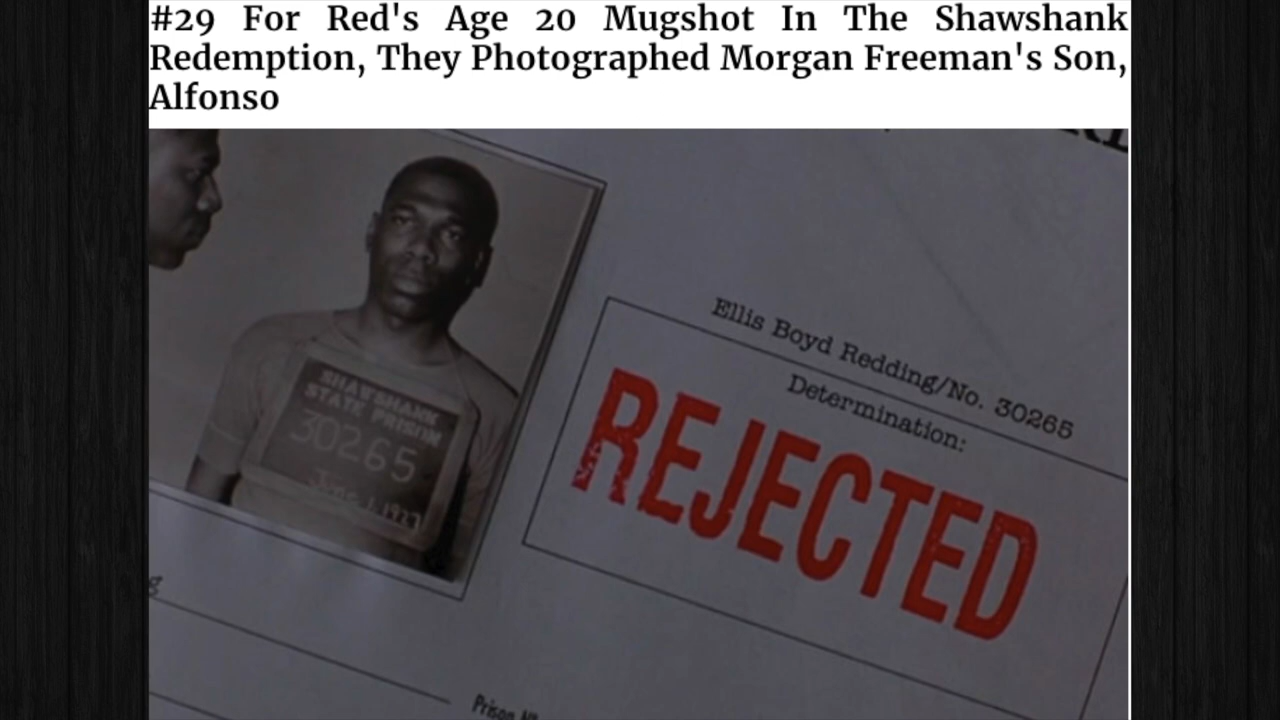 #29 For Red's Age 20 Mugshot In The Shawshank
Redemption, They Photographed Morgan Freeman's Son,
Alfonso
SHAWSHANK
STATE PRISON
30265
Ellis Boyd Redding/No. 30265
Determination:
REJECTED
Prison